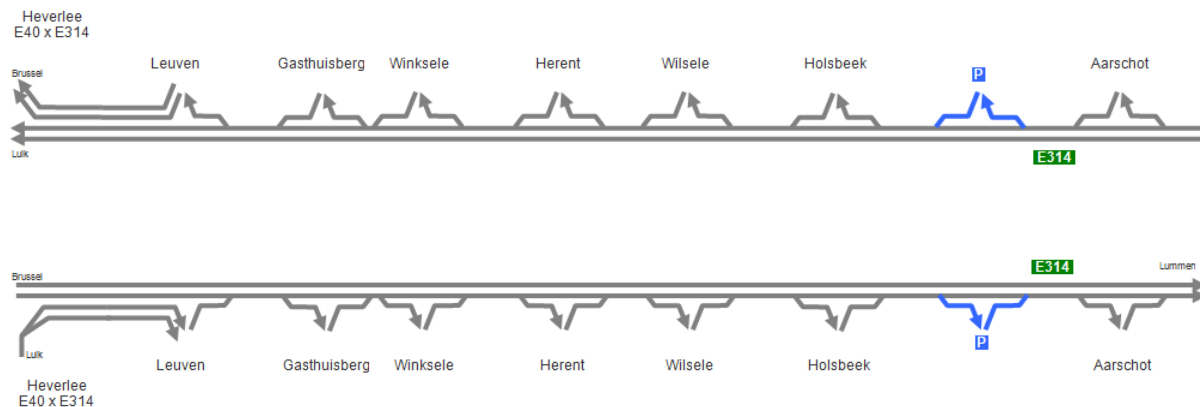 Heverlee
E40 x E314
Leuven
Gasthuisberg
Winksele
Herent
Wilsele
Holsbeek
P
Aarschot
Brussel
Luik
E314
E314
Brussel
Lummen
Luik
P
Leuven
Gasthuisberg
Winksele
Herent
Wilsele
Holsbeek
Aarschot
Heverlee
E40 x E314